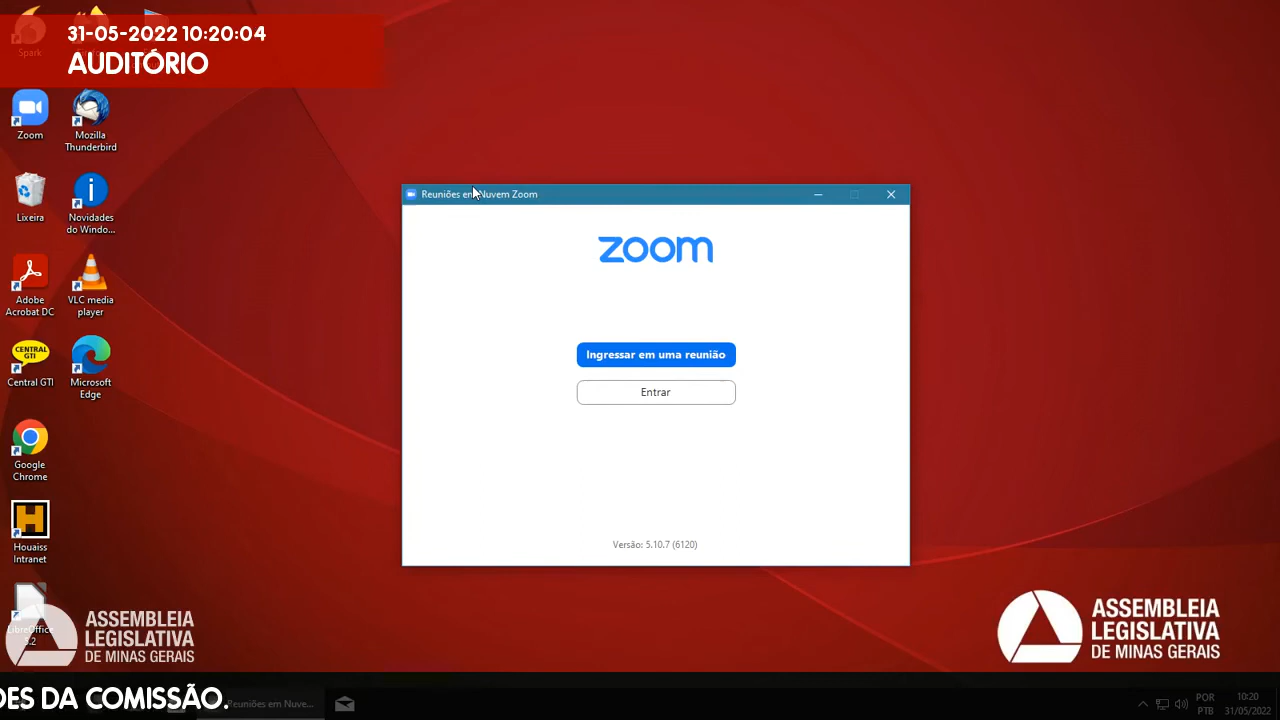 31-05-2022 10:20:04
AUDITÓRIO
Spark
Zoom
Mozilla
Thunderbird
Lixeira
Novidades
do Windo...
Adobe
Acrobat DC
VLC media
player
Central GTI
CENTRAL
GTI
Microsoft
Edge
Google
Chrome
Houaiss
Intranet
LibreOffice
5.2
Reuniões em Nuvem Zoom
zoom
Ingressar em uma reunião
Entrar
Versão: 5.10.7 (6120)
ASSEMBLEIA
LEGISLATIVA
DE MINAS GERAIS
ASSEMBLEIA
LEGISLATIVA
DE MINAS GERAIS
DES DA COMISSÃO.
Reuniões em Nuve...
POR
PTB
10:20
31/05/2022